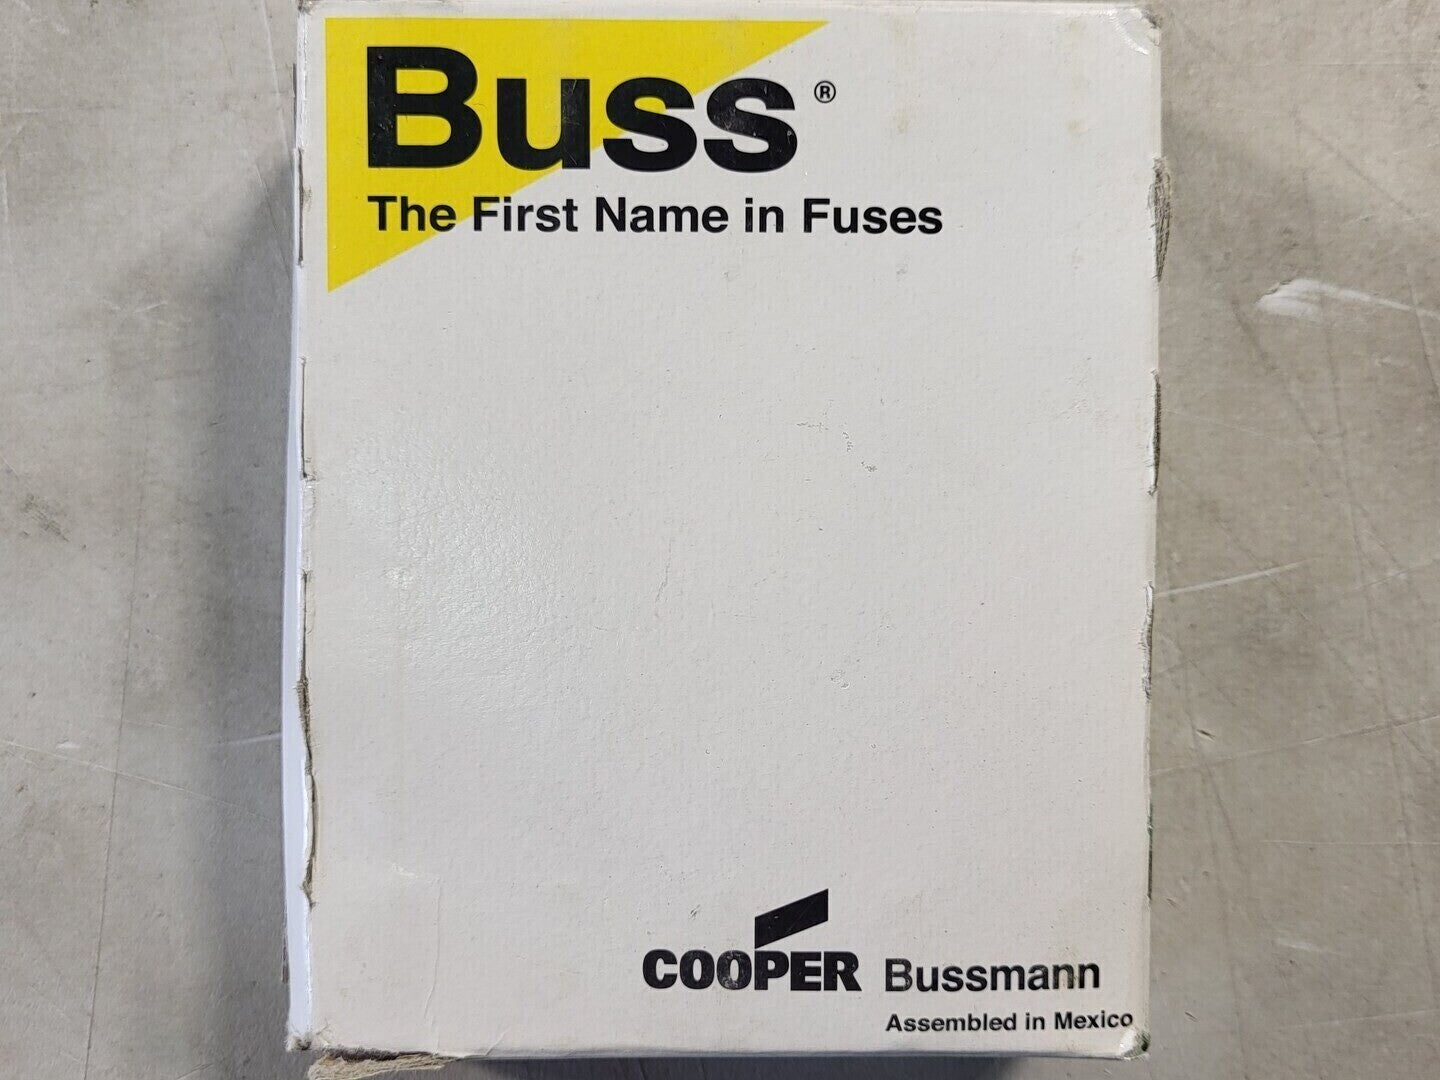 Buss®
The First Name in Fuses
COOPER Bussmann
Assembled in Mexico